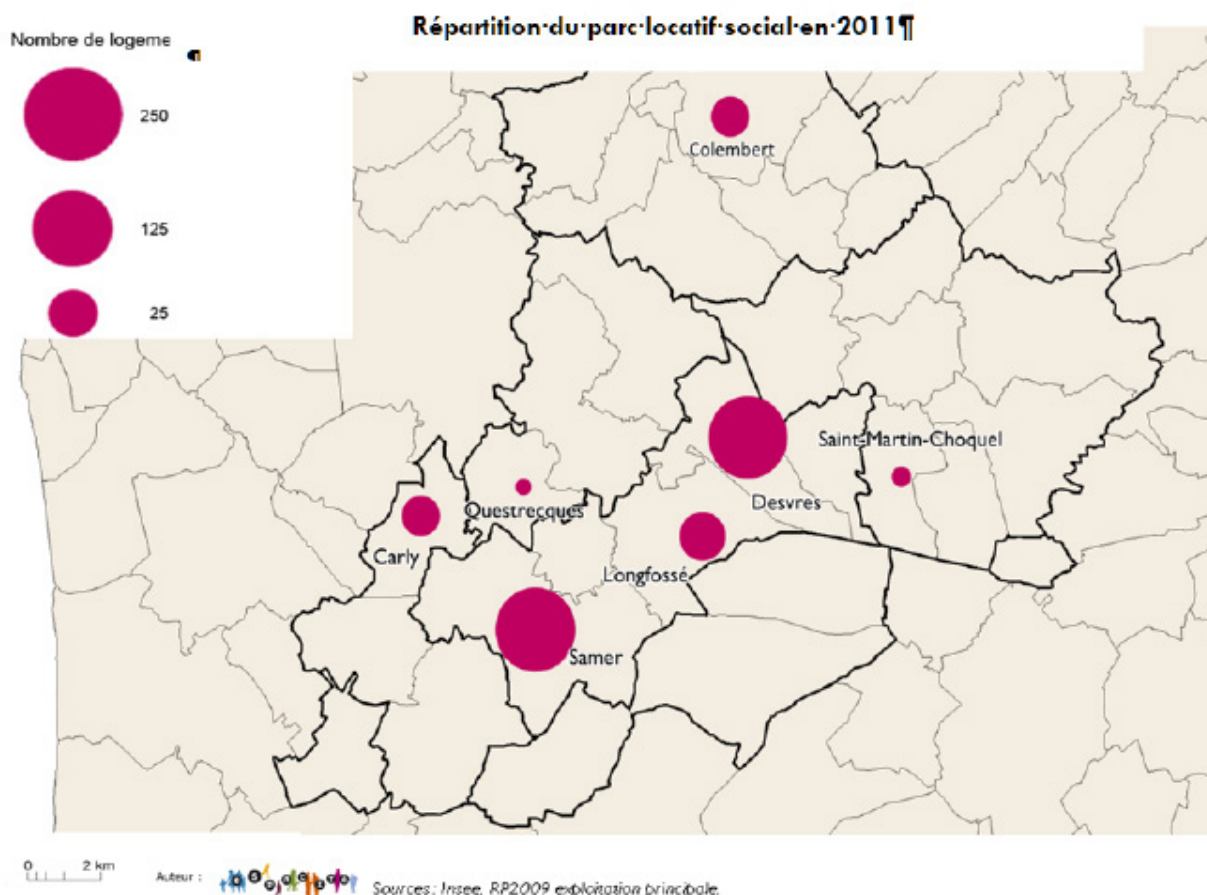 Répartition·du·parc·locatif·social·en·2011¶
Nombre de logeme
¶
250
125
25
Colembert
Saint-Martin-Choquel
Desvres
Questrecques
Carly
Longfossé
Samer
0 2 km
Auteur :
Sources: Insee, RP2009 exploitation principale.